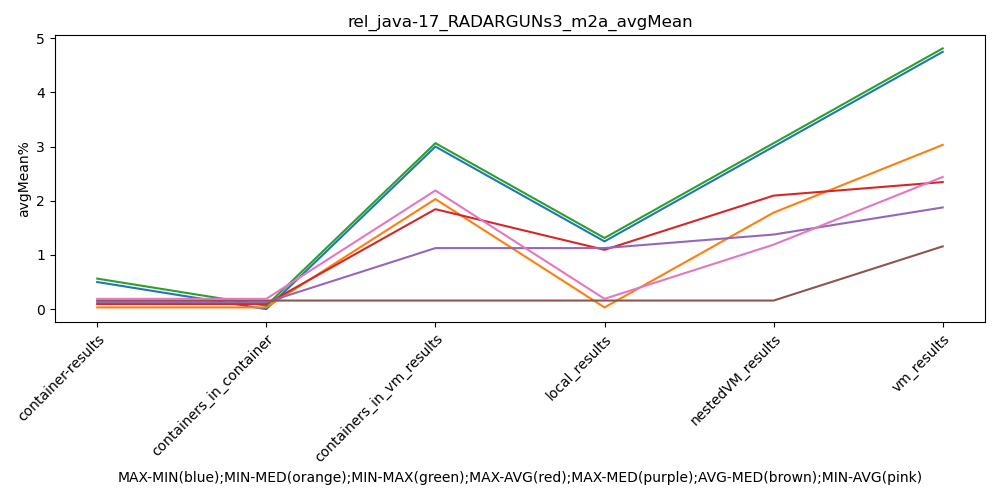 rel_java-17_RADARGUNs3_m2a_avgMean
avgMean%
5
4
3
2
1
0
container-results
containers_in_container
containers_in_vm_results
local_results
nestedVM_results
vm_results
MAX-MIN(blue);MIN-MED(orange);MIN-MAX(green);MAX-AVG(red);MAX-MED(purple);AVG-MED(brown);MIN-AVG(pink)